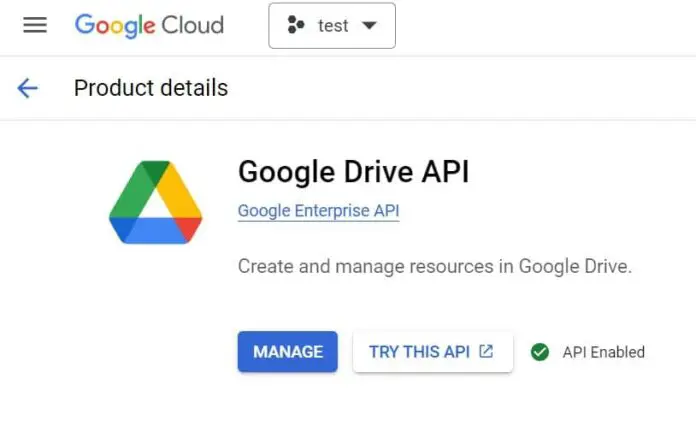 Google Cloud
test
Product details
Google Drive API
Google Enterprise API
Create and manage resources in Google Drive.
MANAGE
TRY THIS API
API Enabled